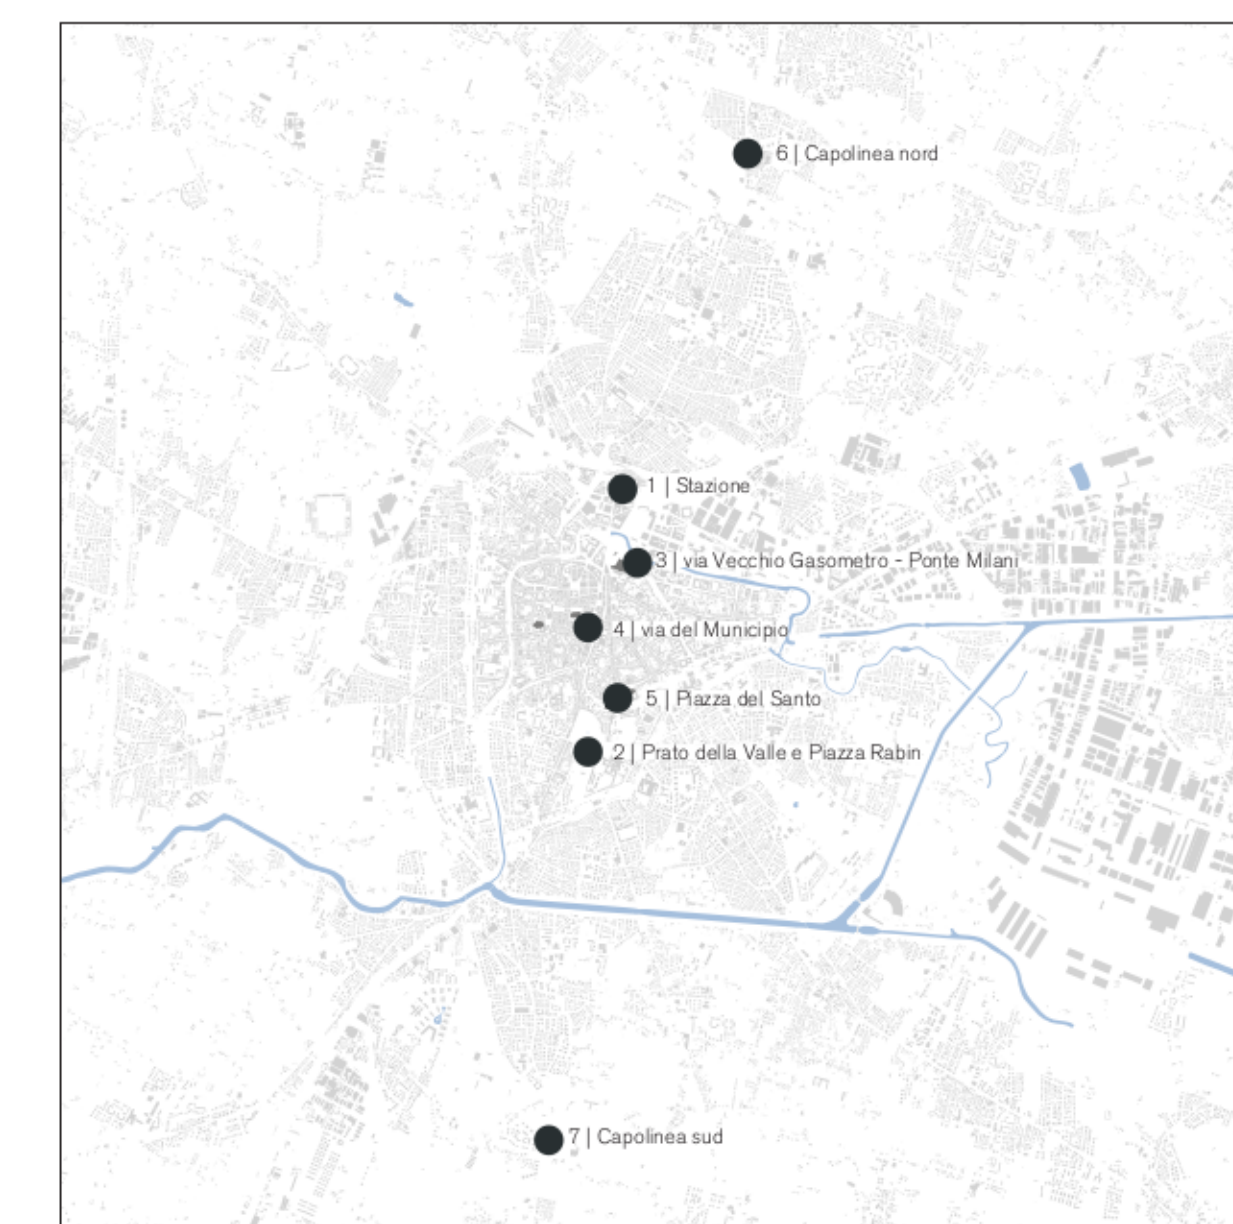 6 | Capolinea nord
1 | Stazione
3 | via Vecchio Gasometro - Ponte Milani
4 | via del Municipio
5 | Piazza del Santo
2 | Prato della Valle e Piazza Rabin
7 | Capolinea sud